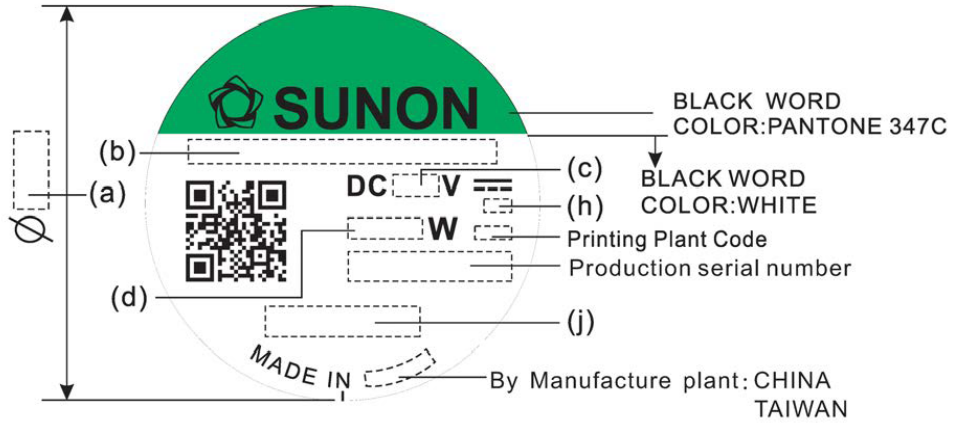 SUNON
BLACK WORD
COLOR:PANTONE 347C
(b)
(c)
DC V
BLACK WORD
COLOR:WHITE
(a)
(h)
Ø
W
Printing Plant Code
Production serial number
(d)
(j)
MADE IN
By Manufacture plant: CHINA
TAIWAN